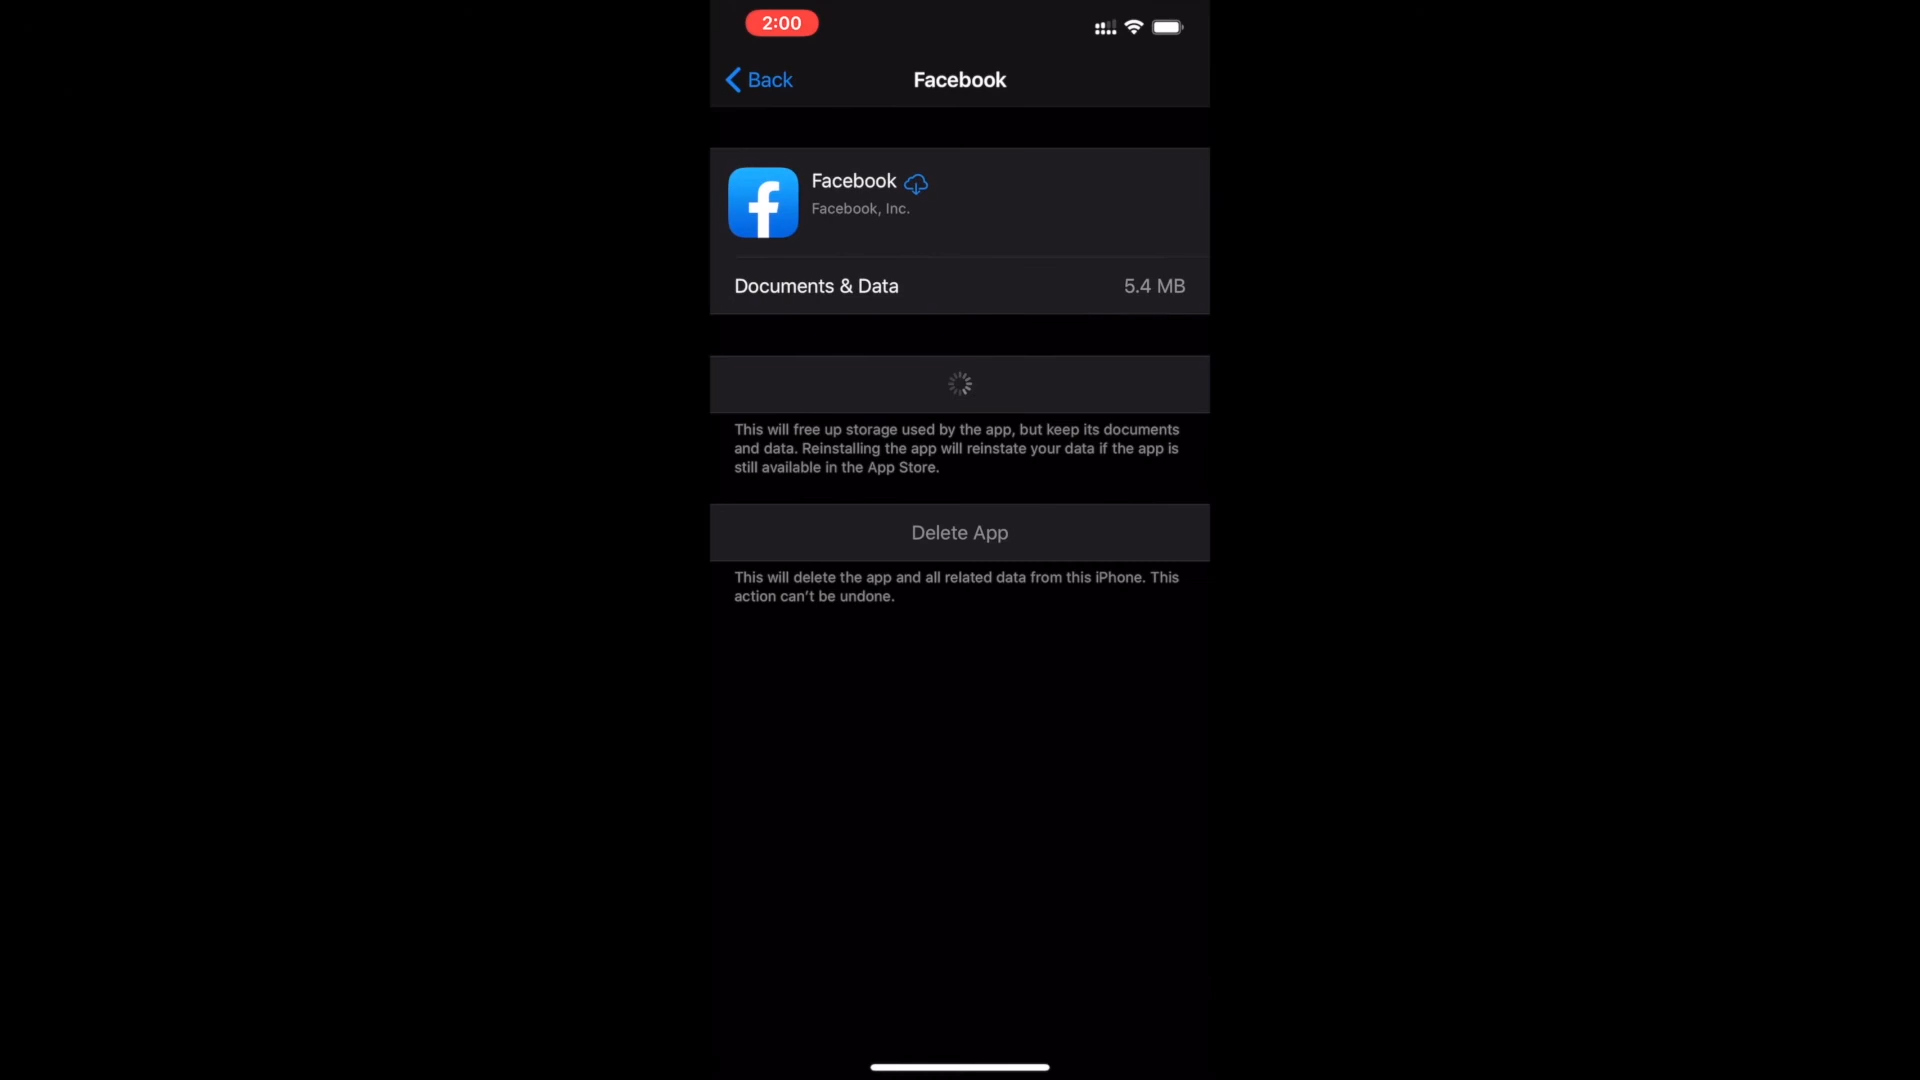 2:00
Back
Facebook
Facebook
Facebook, Inc.
Documents & Data
5.4 MB
This will free up storage used by the app, but keep its documents
and data. Reinstalling the app will reinstate your data if the app is
still available in the App Store.
Delete App
This will delete the app and all related data from this iPhone. This
action can't be undone.